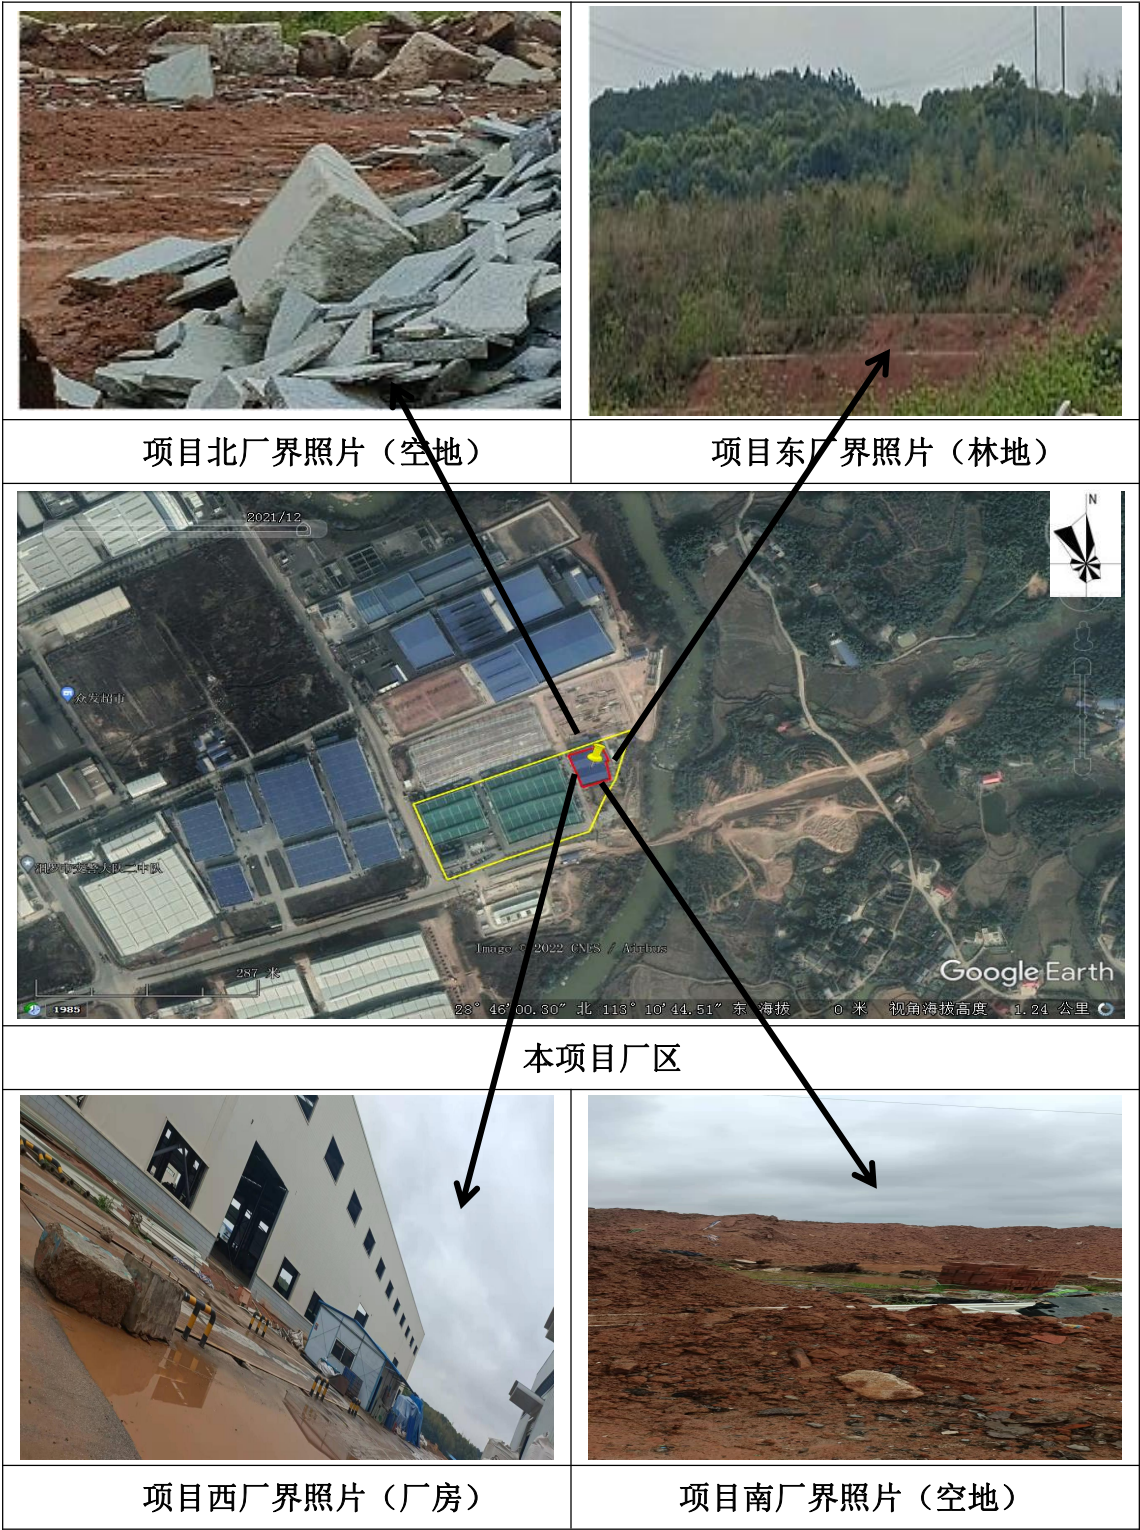 项目北厂界照片（空地）
项目东厂界照片（林地）
2021/12
N
众发超市
汨罗市交警大队二中队
Image © 2022 CNES / Airbus
287 米
Google Earth
1985
28° 46′00.30″ 北 113° 10′44.51″ 东 海拔 0 米 视角海拔高度 1.24 公里
本项目厂区
项目西厂界照片（厂房）
项目南厂界照片（空地）